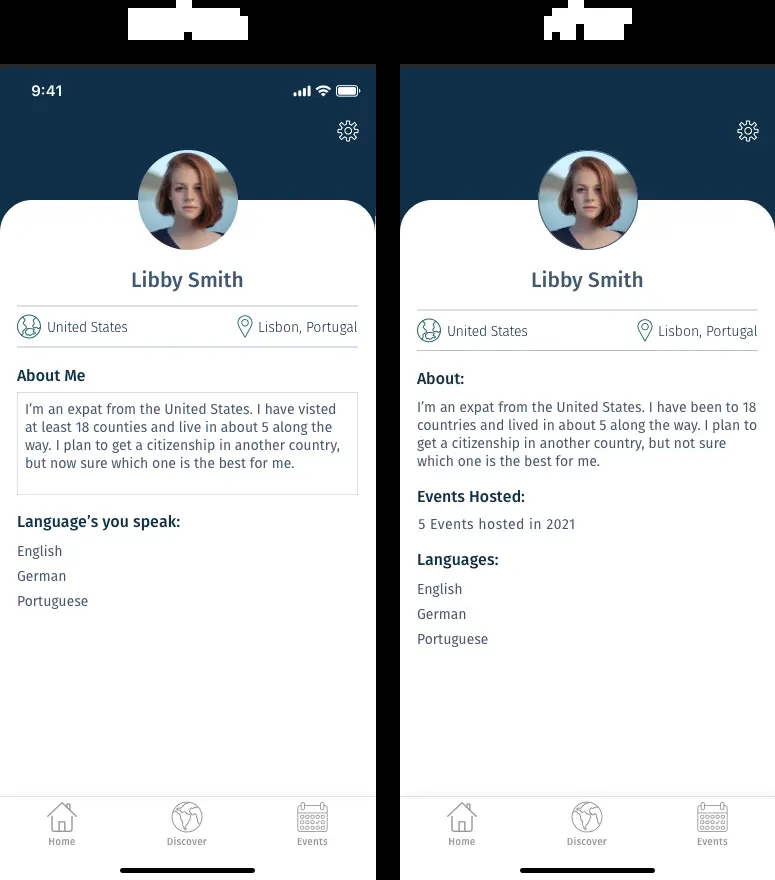 9:41
Libby Smith
United States
Lisbon, Portugal
About Me
I'm an expat from the United States. I have visted
at least 18 counties and live in about 5 along the
way. I plan to get a citizenship in another country,
but now sure which one is the best for me.
Language's you speak:
English
German
Portuguese
Home
Discover
Events
Libby Smith
United States
Lisbon, Portugal
About:
I'm an expat from the United States. I have been to 18
countries and lived in about 5 along the way. I plan to
get a citizenship in another country, but not sure
which one is the best for me.
Events Hosted:
5 Events hosted in 2021
Languages:
English
German
Portuguese
Home
Discover
Events